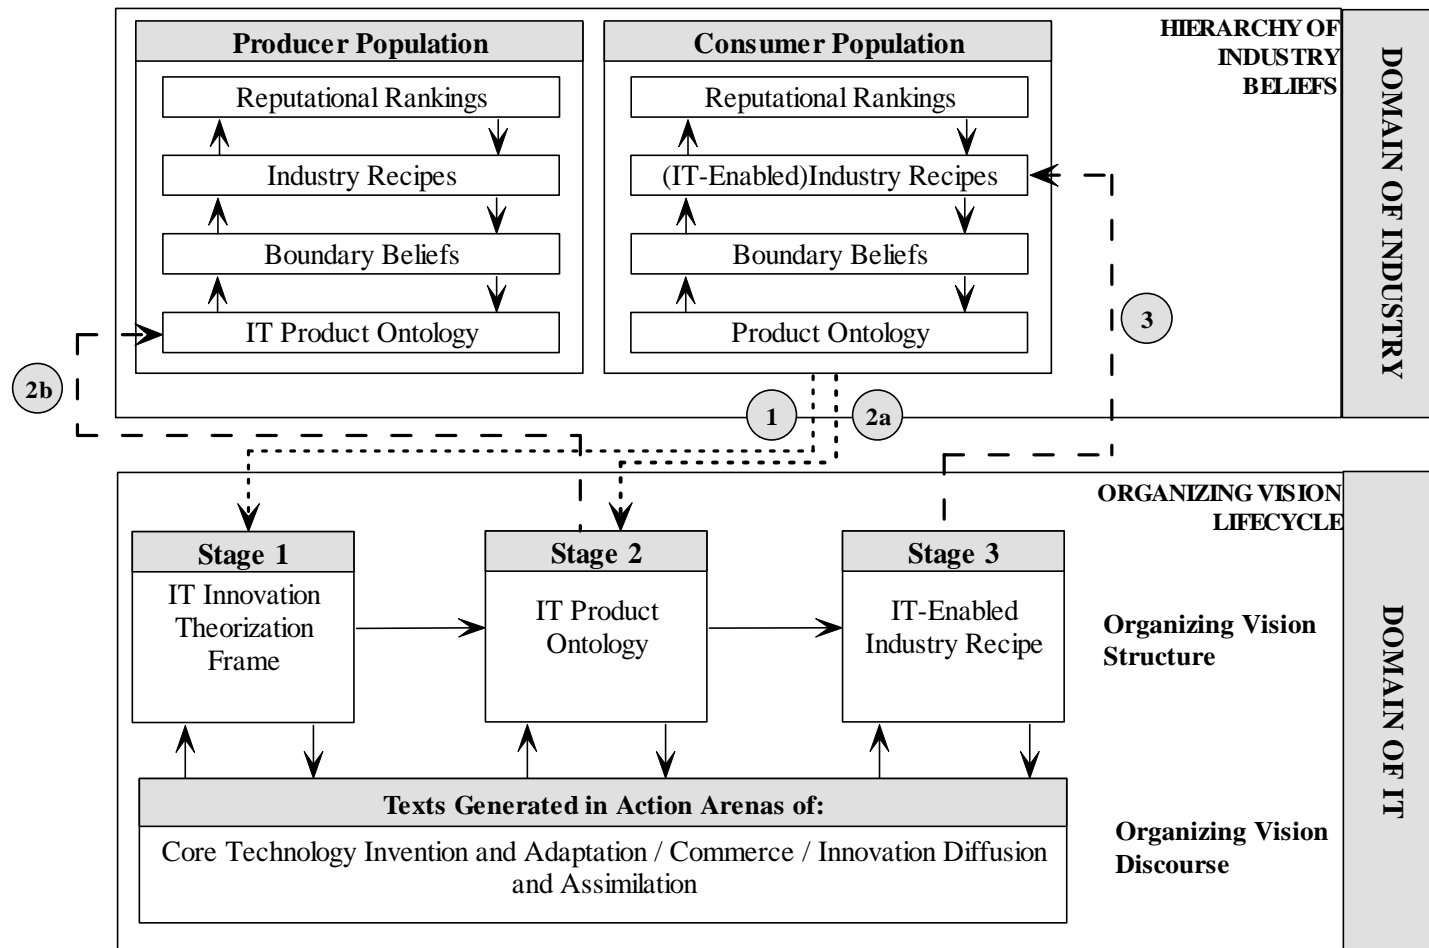 Producer Population
Reputational Rankings
Industry Recipes
Boundary Beliefs
IT Product Ontology
Consumer Population
Reputational Rankings
(IT-Enabled)Industry Recipes
Boundary Beliefs
Product Ontology
HIERARCHY OF
INDUSTRY
BELIEFS
DOMAIN OF INDUSTRY
2b
1
2a
3
ORGANIZING VISION
LIFECYCLE
Stage 1
IT Innovation
Theorization
Frame
Stage 2
IT Product
Ontology
Stage 3
IT-Enabled
Industry Recipe
Organizing Vision
Structure
Texts Generated in Action Arenas of:
Core Technology Invention and Adaptation / Commerce / Innovation Diffusion
and Assimilation
Organizing Vision
Discourse
DOMAIN OF IT